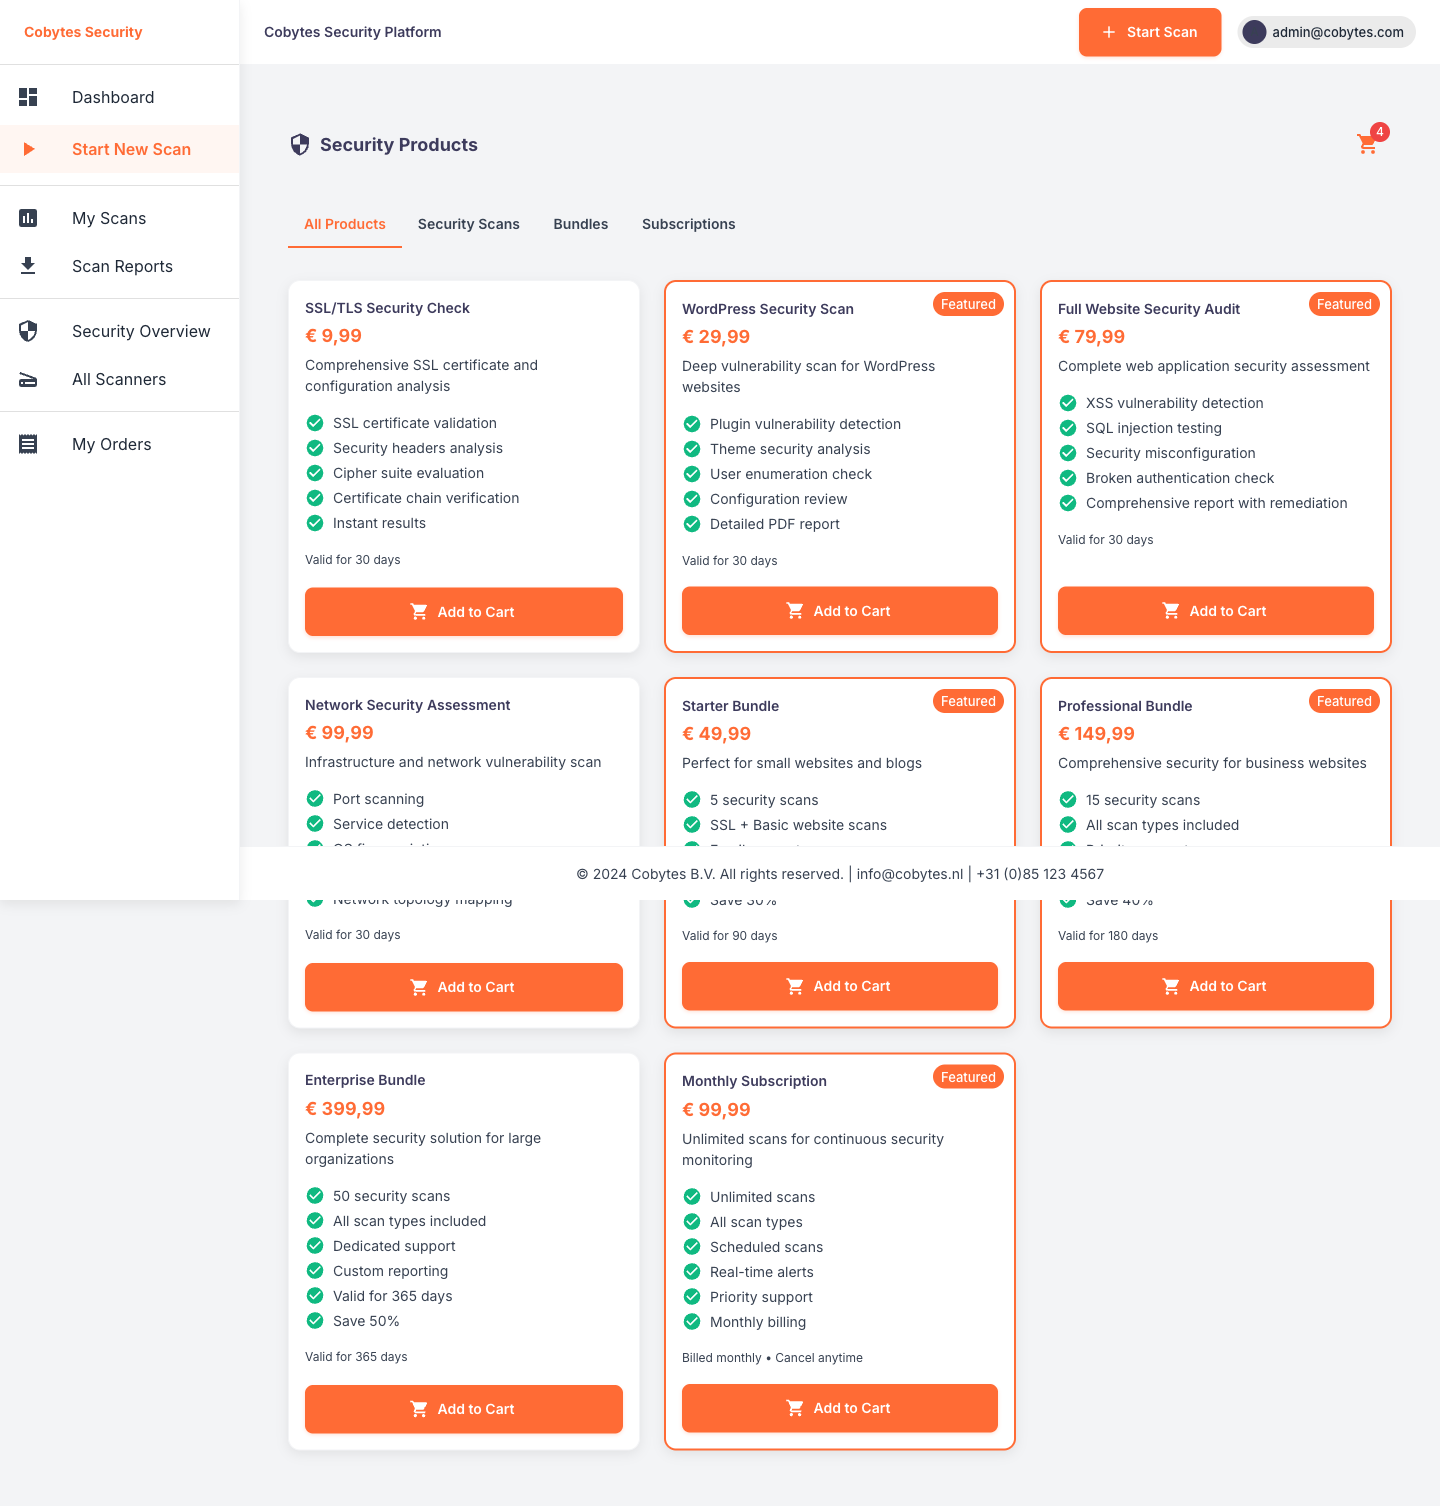 Cobytes Security
Cobytes Security Platform
Start Scan
admin@cobytes.com
Dashboard
Start New Scan
My Scans
Scan Reports
Security Overview
All Scanners
My Orders
Security Products
4
All Products
Security Scans
Bundles
Subscriptions
SSL/TLS Security Check
€ 9,99
Comprehensive SSL certificate and
configuration analysis
SSL certificate validation
Security headers analysis
Cipher suite evaluation
Certificate chain verification
Instant results
Valid for 30 days
Add to Cart
WordPress Security Scan
Featured
€ 29,99
Deep vulnerability scan for WordPress
websites
Plugin vulnerability detection
Theme security analysis
User enumeration check
Configuration review
Detailed PDF report
Valid for 30 days
Add to Cart
Full Website Security Audit
Featured
€ 79,99
Complete web application security assessment
XSS vulnerability detection
SQL injection testing
Security misconfiguration
Broken authentication check
Comprehensive report with remediation
Valid for 30 days
Add to Cart
Network Security Assessment
€ 99,99
Infrastructure and network vulnerability scan
Port scanning
Service detection
Network topology mapping
Valid for 30 days
Add to Cart
Starter Bundle
Featured
€ 49,99
Perfect for small websites and blogs
5 security scans
SSL + Basic website scans
Save 30%
Valid for 90 days
Add to Cart
Professional Bundle
Featured
€ 149,99
Comprehensive security for business websites
15 security scans
All scan types included
Save 40%
Valid for 180 days
Add to Cart
© 2024 Cobytes B.V. All rights reserved. | info@cobytes.nl | +31 (0)85 123 4567
Enterprise Bundle
€ 399,99
Complete security solution for large
organizations
50 security scans
All scan types included
Dedicated support
Custom reporting
Valid for 365 days
Save 50%
Valid for 365 days
Add to Cart
Monthly Subscription
Featured
€ 99,99
Unlimited scans for continuous security
monitoring
Unlimited scans
All scan types
Scheduled scans
Real-time alerts
Priority support
Monthly billing
Billed monthly • Cancel anytime
Add to Cart